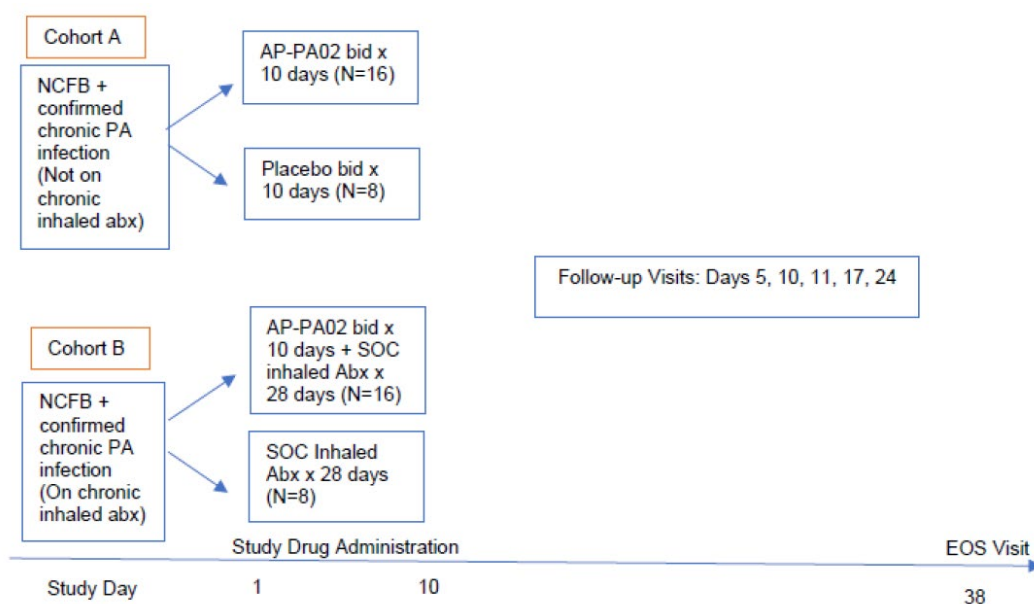 Cohort A
NCFB +
confirmed
chronic PA
infection
(Not on
chronic
inhaled abx)
AP-PA02 bid x
10 days (N=16)
Placebo bid x
10 days (N=8)
Follow-up Visits: Days 5, 10, 11, 17, 24
Cohort B
NCFB +
confirmed
chronic PA
infection
(On chronic
inhaled abx)
AP-PA02 bid x
10 days + SOC
inhaled Abx x
28 days (N=16)
SOC Inhaled
Abx x 28 days
(N=8)
Study Drug Administration
EOS Visit
Study Day
1
10
38